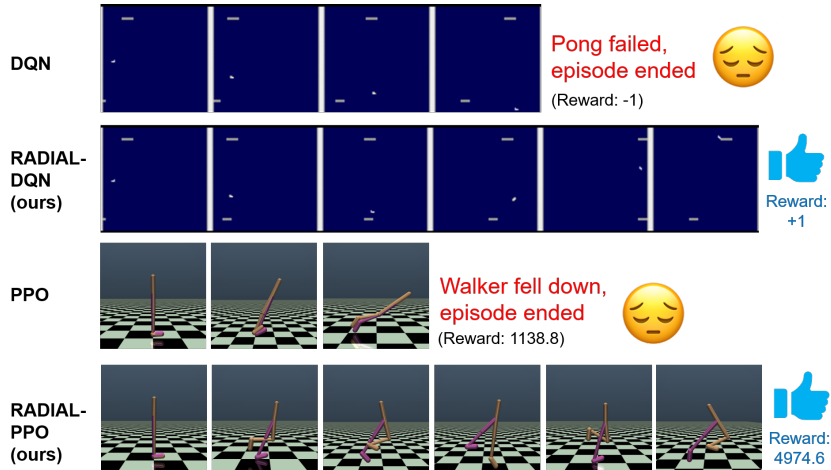 DQN
Pong failed,
episode ended
(Reward: -1)
RADIAL-
DQN
(ours)
Reward:
+1
PPO
Walker fell down,
episode ended
(Reward: 1138.8)
RADIAL-
PPO
(ours)
Reward:
4974.6